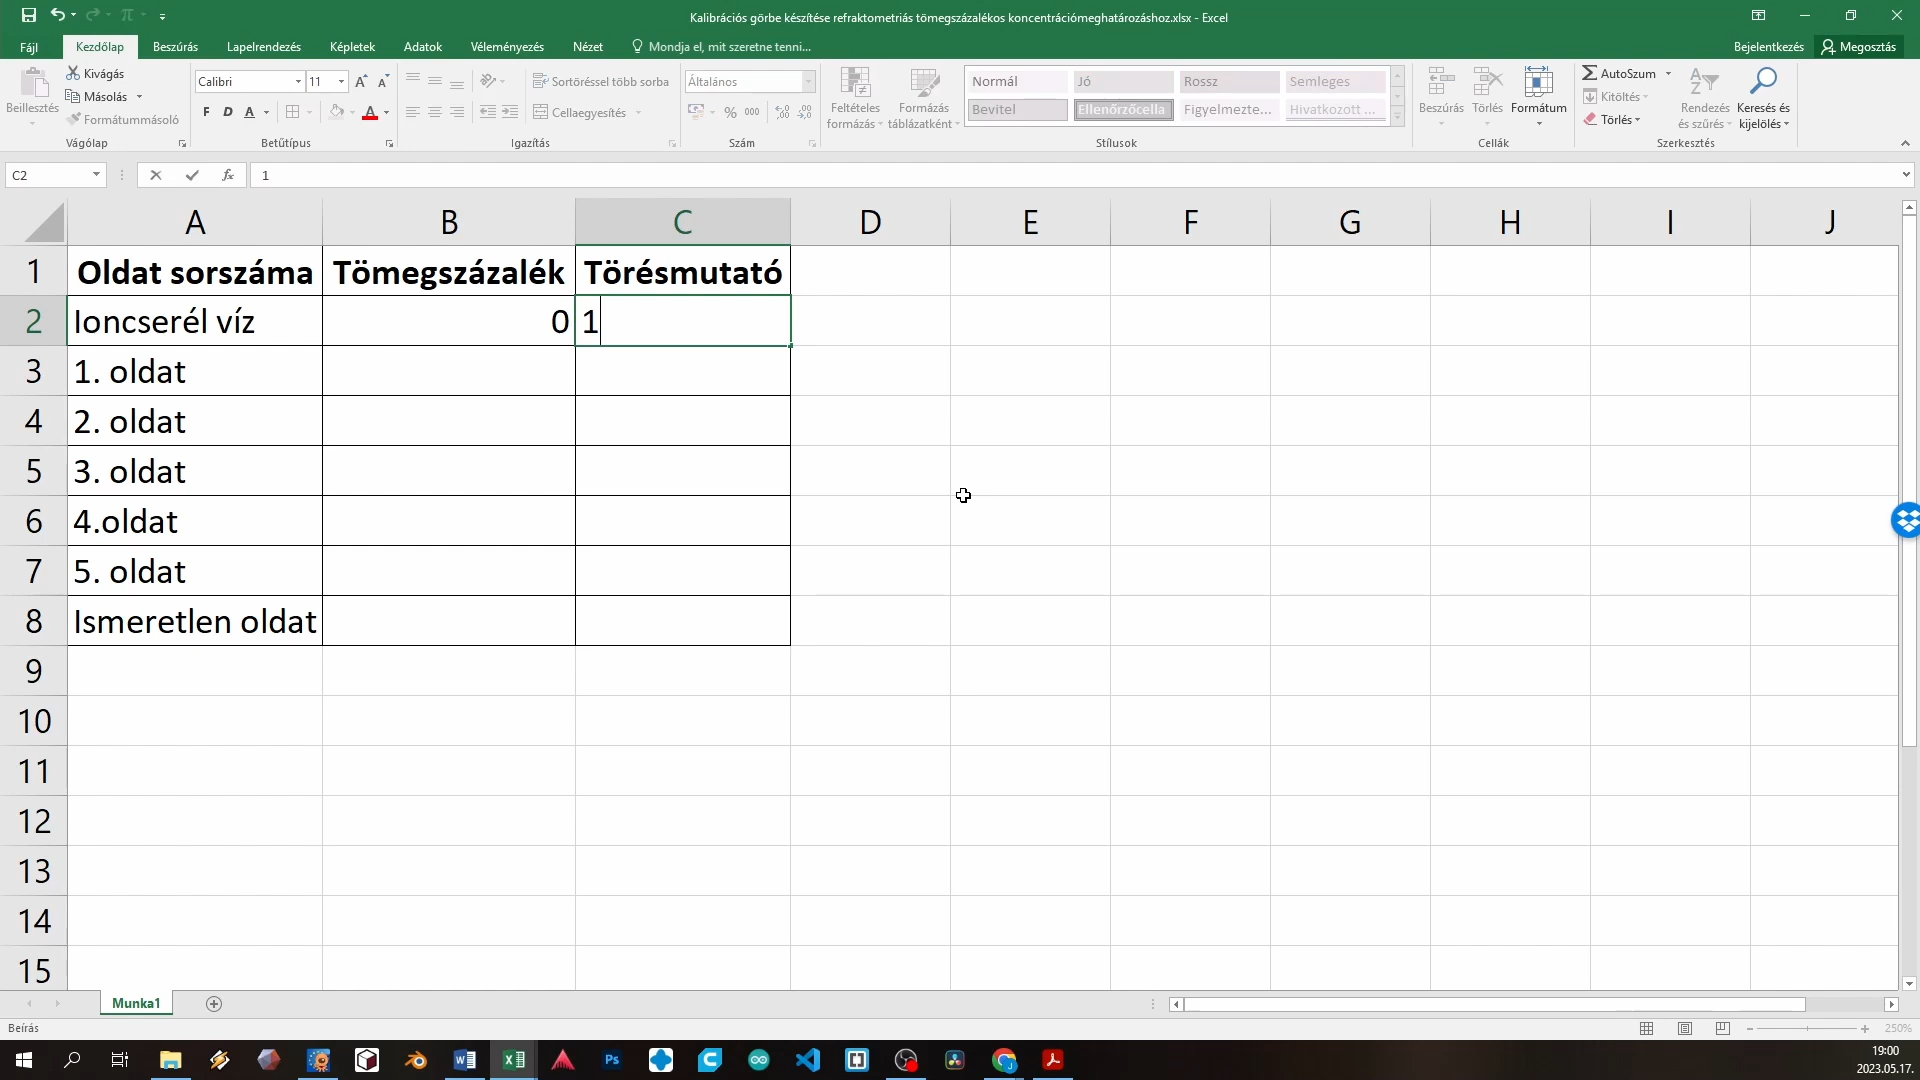 Kalibrációs görbe készítése refraktometriás tömegszázalékos koncentrációmeghatározáshoz.xlsx - Excel
Fájl Kezdőlap Beszúrás Lapelrendezés Képletek Adatok Véleményezés Nézet Mondja el, mit szeretne tenni... Bejelentkezés Megosztás
Beillesztés
Kivágás
Másolás
Formátummásoló
Vágólap
Calibri 11
F D A A
Betűtípus
Sortöréssel több sorba
Cellaegyesítés
Igazítás
Általános
% 000
Szám
Feltételes formázás
Formázás táblázatként
Normál Jó Rossz Semleges
Bevitel Ellenőrzőcella Figyelmezte... Hivatkozott ...
Stílusok
Beszúrás Törlés Formátum
Cellák
AutoSzum
Kitöltés
Törlés
Rendezés és szűrés
Keresés és kijelölés
Szerkesztés
C2 fx 1
A B C D E F G H I J
1 Oldat sorszáma Tömegszázalék Törésmutató
2 Ioncserél víz 0 1
3 1. oldat
4 2. oldat
5 3. oldat
6 4.oldat
7 5. oldat
8 Ismeretlen oldat
9
10
11
12
13
14
15
Munka1
Beírás 250%
19:00
2023.05.17.